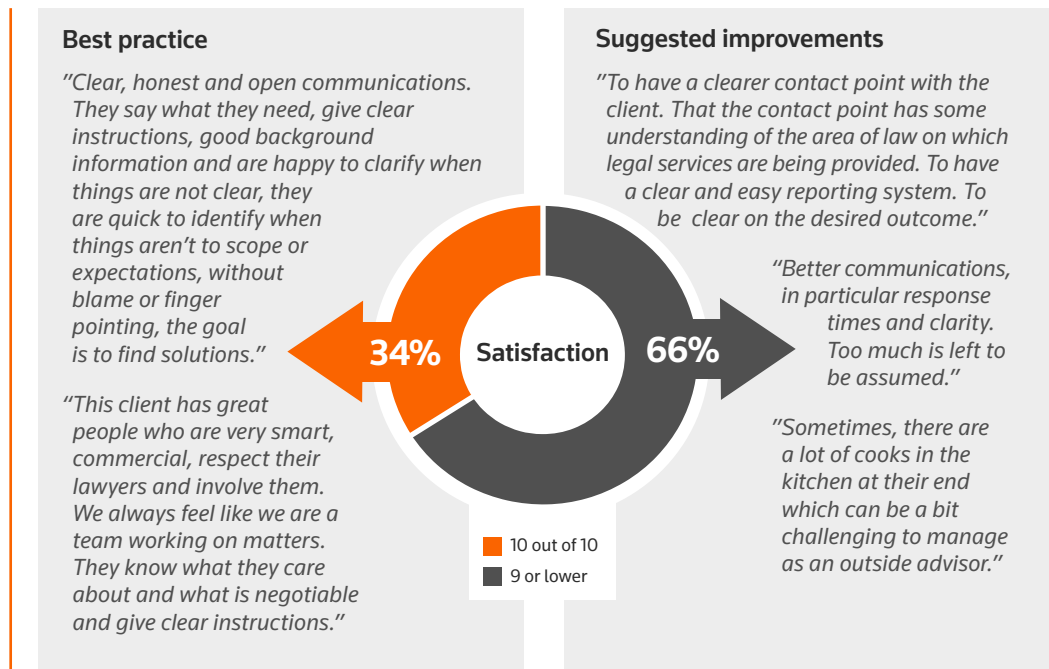 Best practice
"Clear, honest and open communications.
They say what they need, give clear
instructions, good background
information and are happy to clarify when
things are not clear, they
are quick to identify when
things aren't to scope or
expectations, without
blame or finger
pointing, the goal
is to find solutions."
"This client has great
people who are very smart,
commercial, respect their
lawyers and involve them.
We always feel like we are a
team working on matters.
They know what they care
about and what is negotiable
and give clear instructions."
34%
Satisfaction
66%
10 out of 10
9 or lower
Suggested improvements
"To have a clearer contact point with the
client. That the contact point has some
understanding of the area of law on which
legal services are being provided. To have
a clear and easy reporting system. To
be clear on the desired outcome."
"Better communications,
in particular response
times and clarity.
Too much is left to
be assumed."
"Sometimes, there are
a lot of cooks in the
kitchen at their end
which can be a bit
challenging to manage
as an outside advisor."